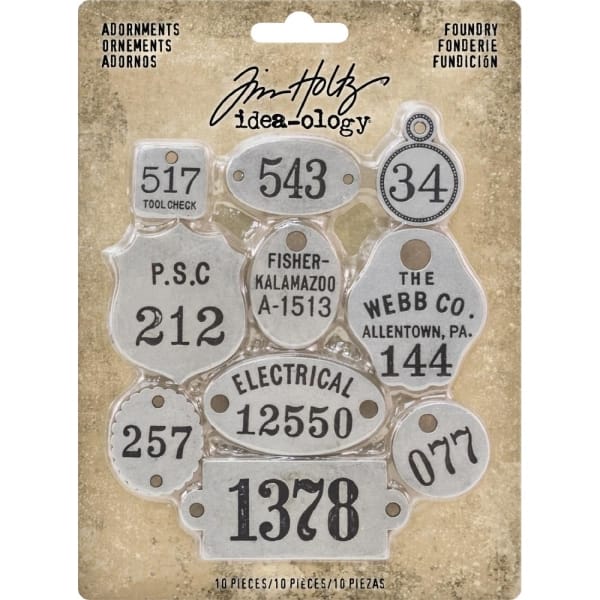 ADORNMENTS
ORNEMENTS
ADORNOS
FOUNDRY
FONDERIE
FUNDICIÓN
Tim Holtz
idea-ology
517
TOOL CHECK
543
34
P.S.C
212
FISHER-
KALAMAZOO
A-1513
THE
WEBB CO.
ALLENTOWN, PA.
144
ELECTRICAL
12550
257
077
1378
10 PIECES/10 PIÈCES/10 PIEZAS